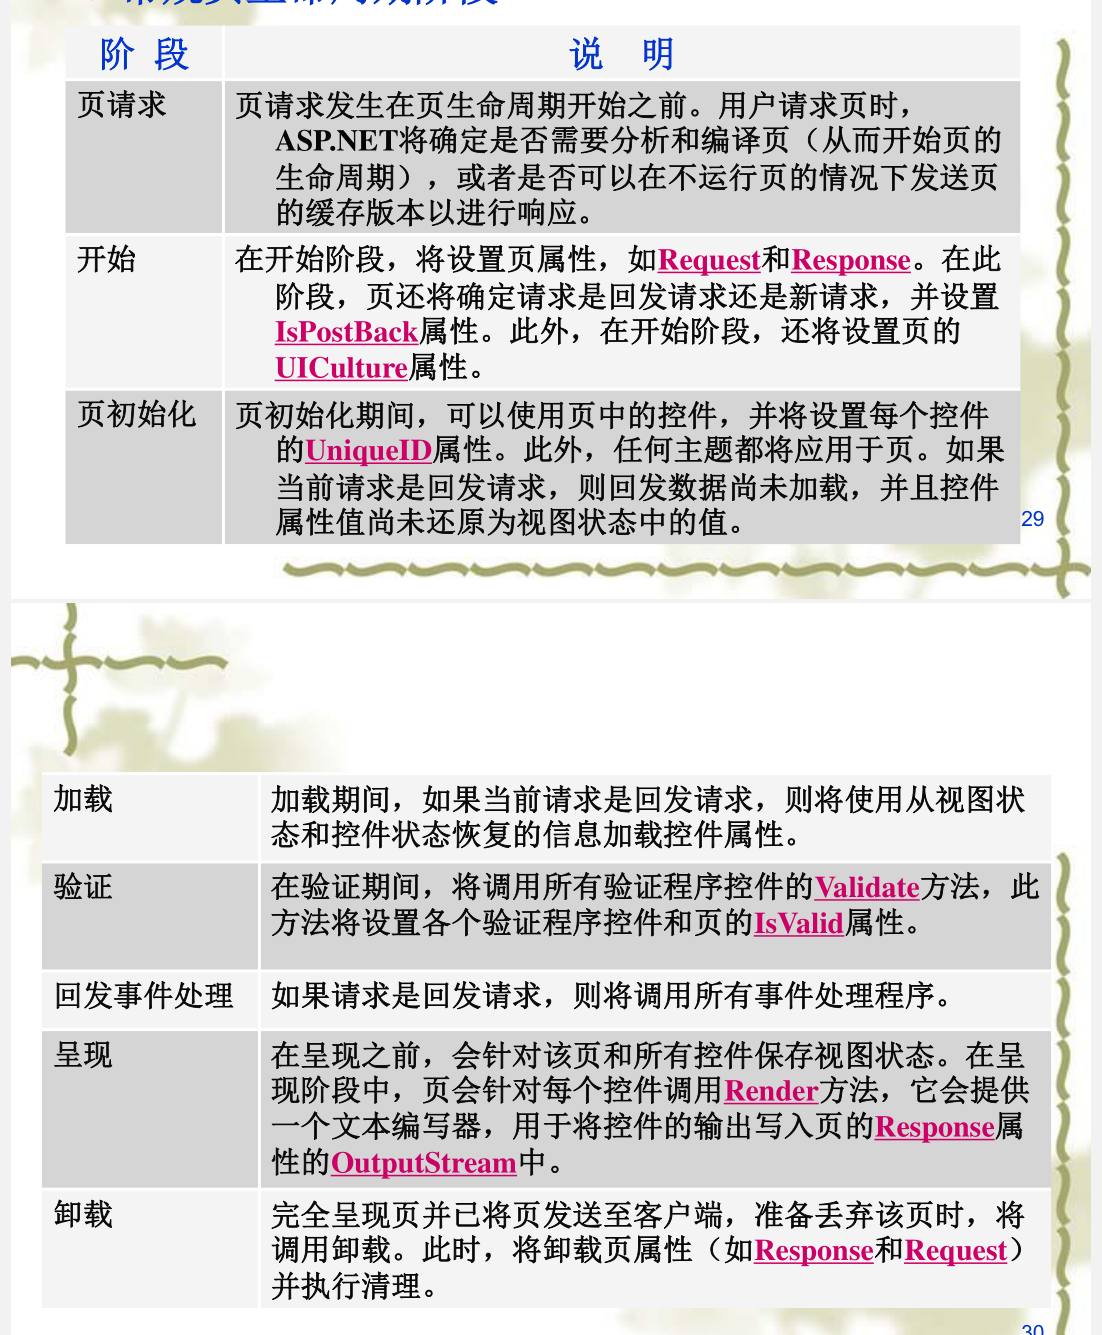 阶 段 说 明
页请求 页请求发生在页生命周期开始之前。用户请求页时，
ASP.NET将确定是否需要分析和编译页（从而开始页的
生命周期），或者是否可以在不运行页的情况下发送页
的缓存版本以进行响应。
开始 在开始阶段，将设置页属性，如Request和Response。在此
阶段，页还将确定请求是回发请求还是新请求，并设置
IsPostBack属性。此外，在开始阶段，还将设置页的
UICulture属性。
页初始化 页初始化期间，可以使用页中的控件，并将设置每个控件
的UniqueID属性。此外，任何主题都将应用于页。如果
当前请求是回发请求，则回发数据尚未加载，并且控件
属性值尚未还原为视图状态中的值。
29
加载 加载期间，如果当前请求是回发请求，则将使用从视图状
态和控件状态恢复的信息加载控件属性。
验证 在验证期间，将调用所有验证程序控件的Validate方法，此
方法将设置各个验证程序控件和页的IsValid属性。
回发事件处理 如果请求是回发请求，则将调用所有事件处理程序。
呈现 在呈现之前，会针对该页和所有控件保存视图状态。在呈
现阶段中，页会针对每个控件调用Render方法，它会提供
一个文本编写器，用于将控件的输出写入页的Response属
性的OutputStream中。
卸载 完全呈现页并已将页发送至客户端，准备丢弃该页时，将
调用卸载。此时，将卸载页属性（如Response和Request）
并执行清理。
30